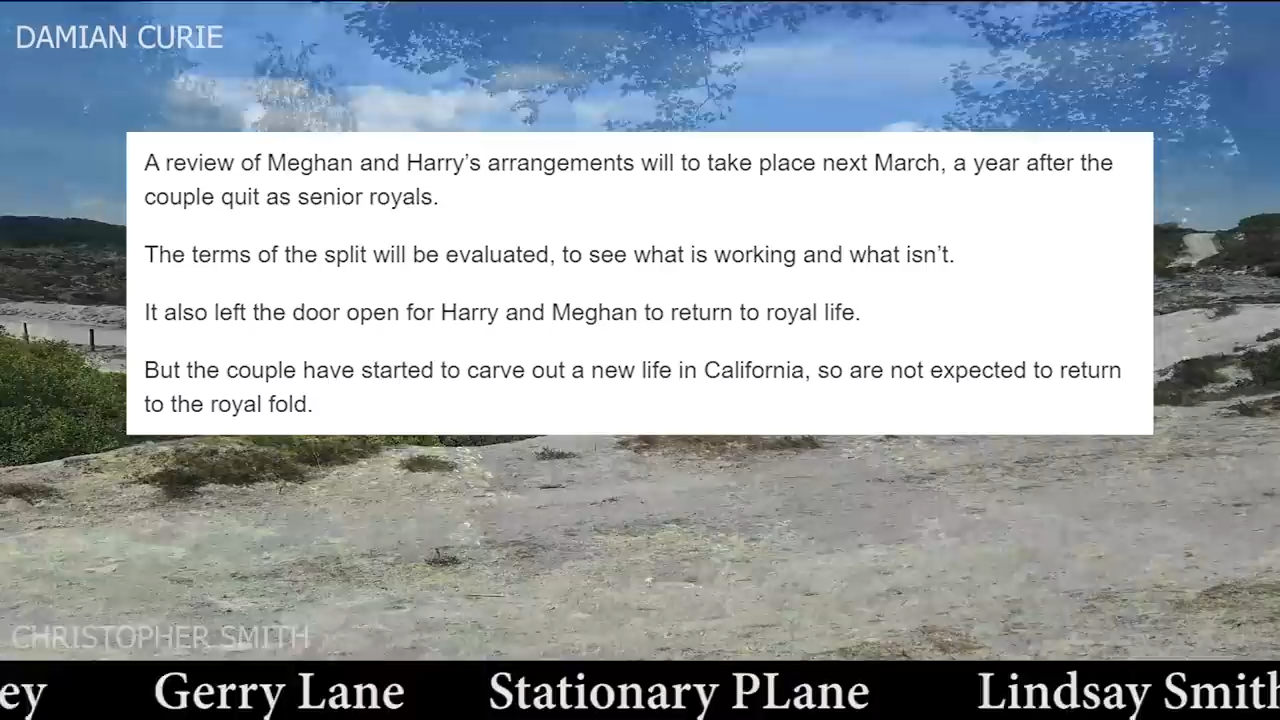 DAMIAN CURIE
A review of Meghan and Harry’s arrangements will to take place next March, a year after the
couple quit as senior royals.
The terms of the split will be evaluated, to see what is working and what isn’t.
It also left the door open for Harry and Meghan to return to royal life.
But the couple have started to carve out a new life in California, so are not expected to return
to the royal fold.
CHRISTOPHER SMITH
ey Gerry Lane Stationary PLane Lindsay Smith